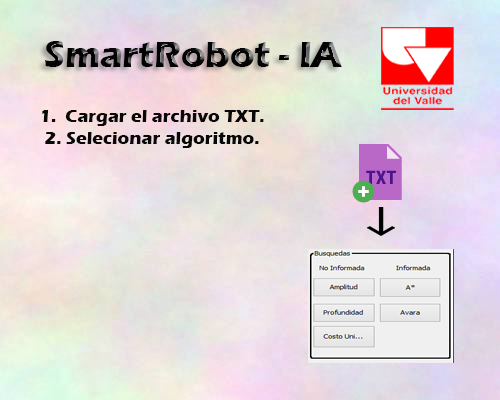 SmartRobot - IA
Universidad
del Valle
1. Cargar el archivo TXT.
2. Selecionar algoritmo.
TXT
Busquedas
No Informada Informada
Amplitud A*
Profundidad Avara
Costo Uni...